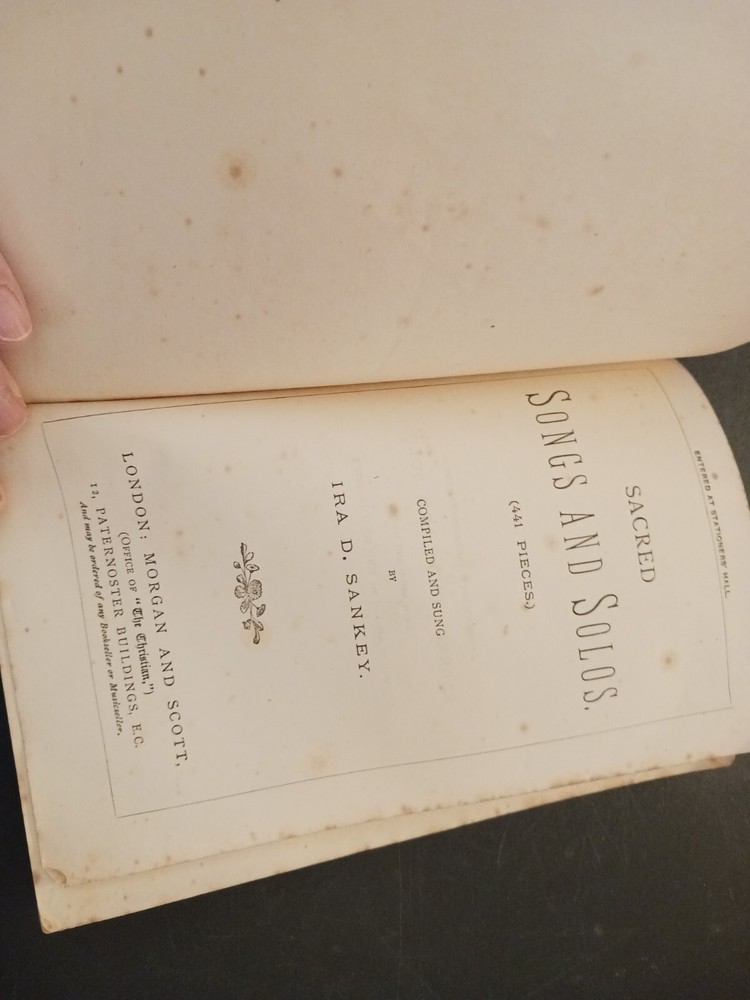 ENTERED AT STATIONERS' HALL
SACRED
SONGS AND SOLOS.
(441 PIECES.)
COMPILED AND SUNG
BY
IRA D. SANKEY.
LONDON: MORGAN AND SCOTT,
(OFFICE OF "The Christian,")
12, PATERNOSTER BUILDINGS, E.C.
And may be ordered of any Bookseller or Musicseller.